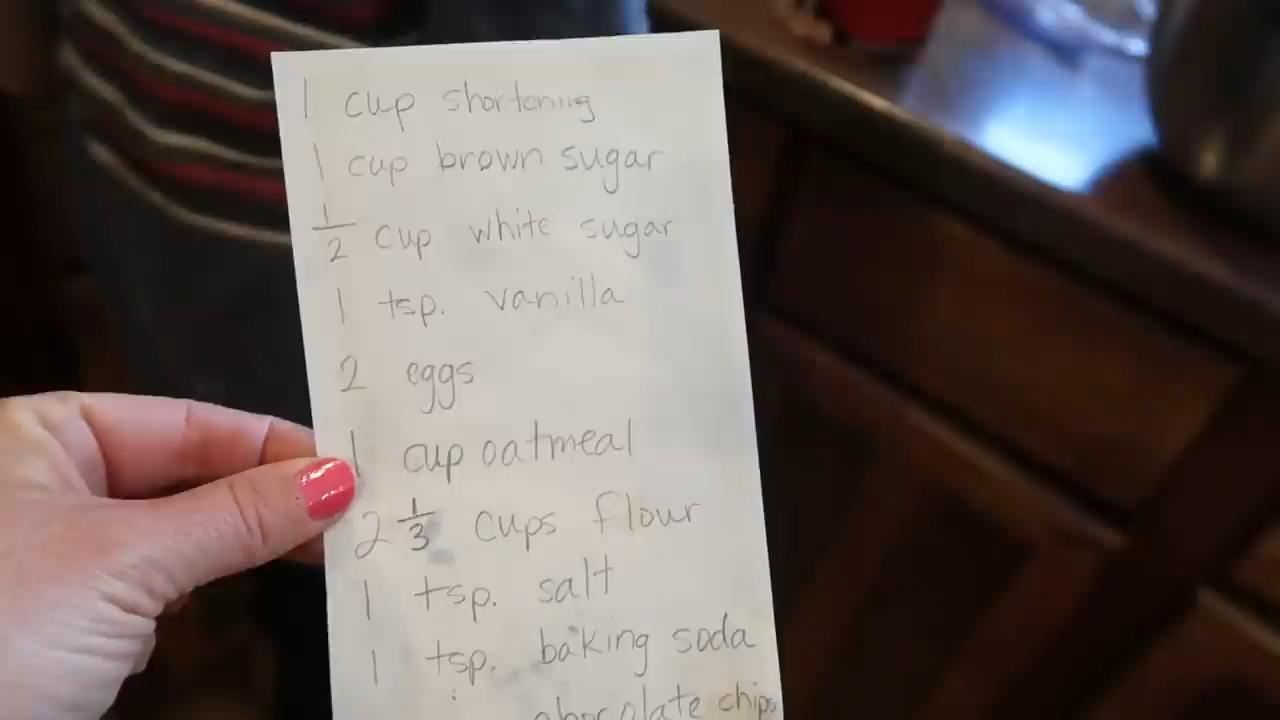 1 cup shortening
1 cup brown sugar
1/2 cup white sugar
1 tsp. vanilla
2 eggs
1 cup oatmeal
2 1/3 cups flour
1 tsp. salt
1 tsp. baking soda
chocolate chips